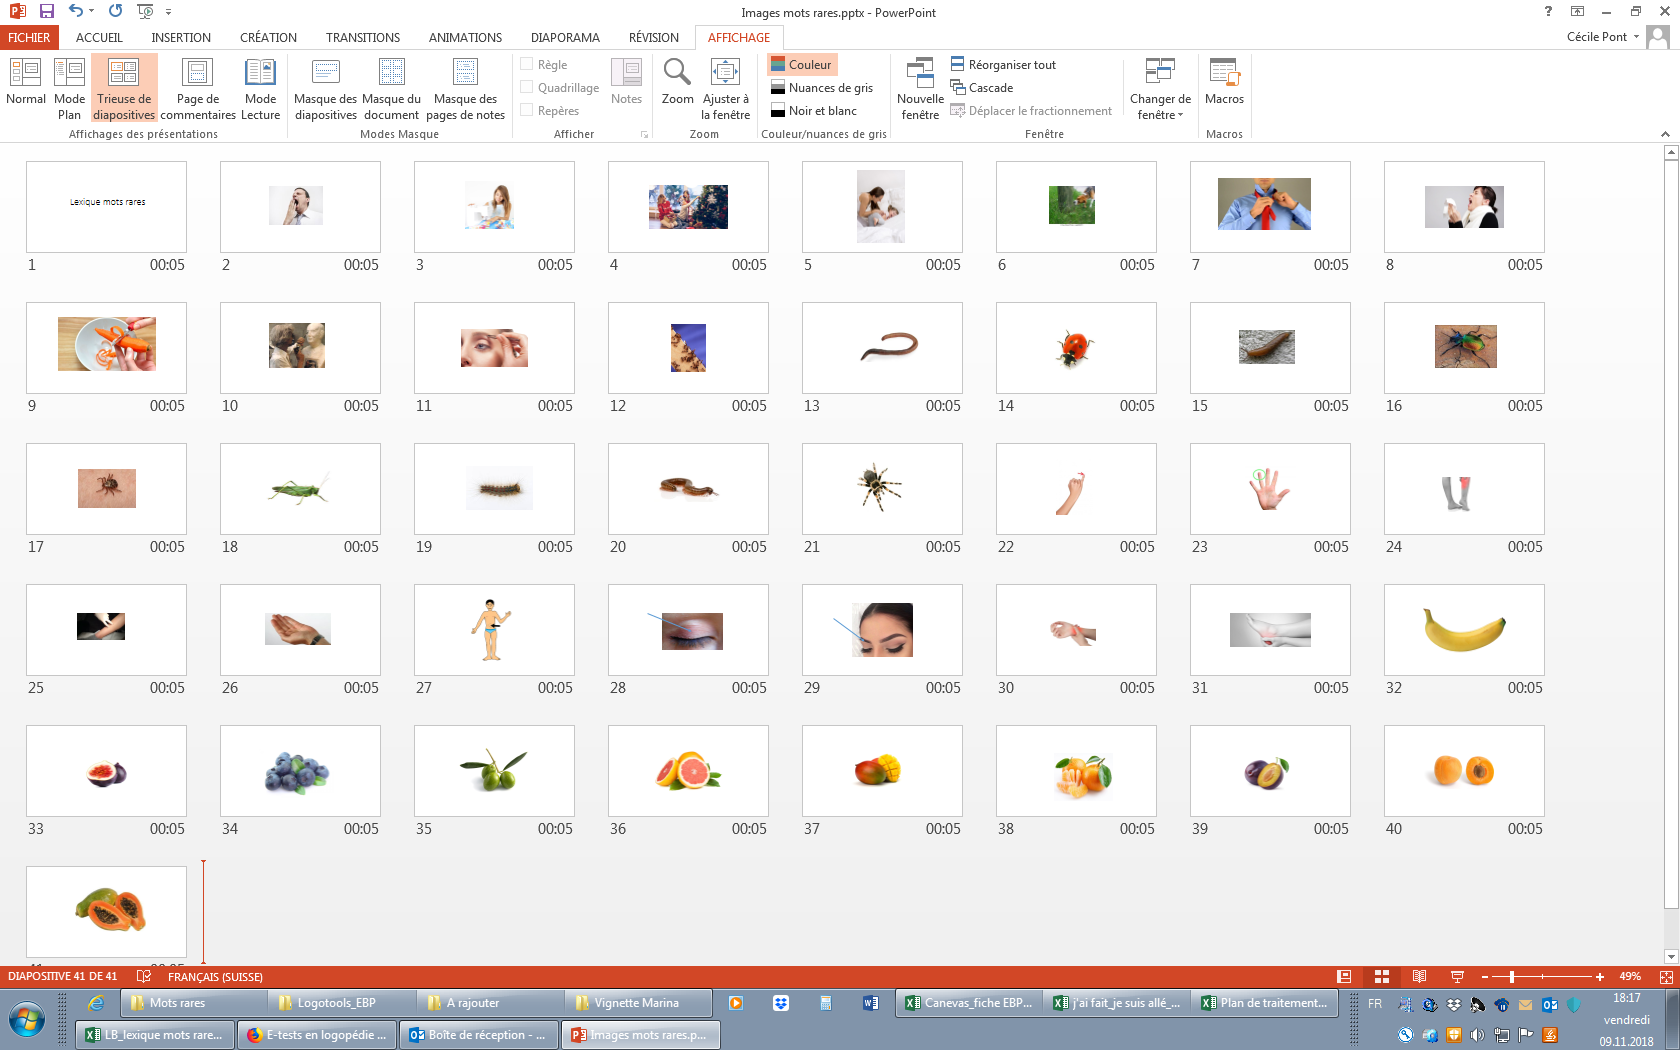 Images mots rares.pptx - PowerPoint
FICHIER ACCUEIL INSERTION CRÉATION TRANSITIONS ANIMATIONS DIAPORAMA RÉVISION AFFICHAGE Cécile Pont
Normal
Mode Plan
Trieuse de diapositives
Page de commentaires
Mode Lecture
Affichages des présentations
Masque des diapositives
Masque du document
Masque des pages de notes
Modes Masque
Règle
Quadrillage
Repères
Notes
Afficher
Zoom
Ajuster à la fenêtre
Zoom
Couleur
Nuances de gris
Noir et blanc
Couleur/nuances de gris
Nouvelle fenêtre
Réorganiser tout
Cascade
Déplacer le fractionnement
Changer de fenêtre
Fenêtre
Macros
Macros
Lexique mots rares
1 00:05 2 00:05 3 00:05 4 00:05 5 00:05 6 00:05 7 00:05 8 00:05
9 00:05 10 00:05 11 00:05 12 00:05 13 00:05 14 00:05 15 00:05 16 00:05
17 00:05 18 00:05 19 00:05 20 00:05 21 00:05 22 00:05 23 00:05 24 00:05
25 00:05 26 00:05 27 00:05 28 00:05 29 00:05 30 00:05 31 00:05 32 00:05
33 00:05 34 00:05 35 00:05 36 00:05 37 00:05 38 00:05 39 00:05 40 00:05
41 00:05
DIAPOSITIVE 41 DE 41 FRANÇAIS (SUISSE) 49%
Mots rares Logotools_EBP A rajouter Vignette Marina Canevas_fiche EBP... j'ai fait_je suis allé_... Plan de traitement... FR 18:17
vendredi
LB_lexique mots rare... E-tests en logopédie ... Boîte de réception - ... Images mots rares.p... 09.11.2018